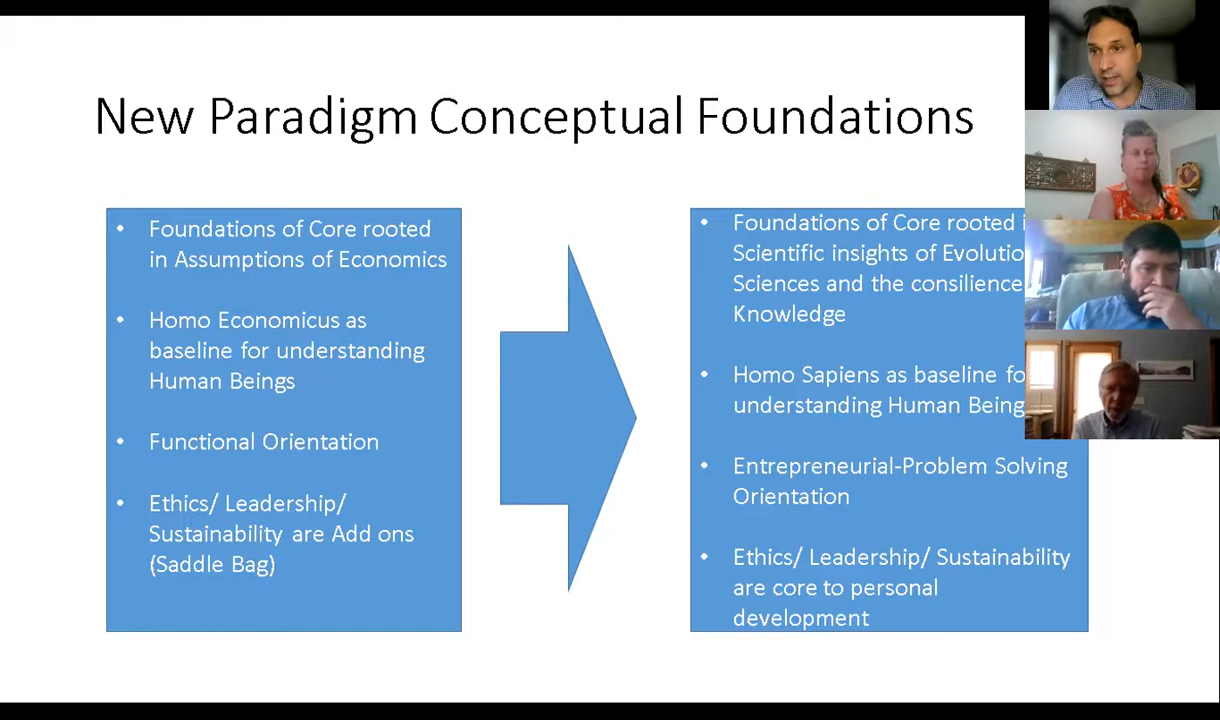 New Paradigm Conceptual Foundations
• Foundations of Core rooted
in Assumptions of Economics
• Homo Economicus as
baseline for understanding
Human Beings
• Functional Orientation
• Ethics/ Leadership/
Sustainability are Add ons
(Saddle Bag)
• Foundations of Core rooted
Scientific insights of
Sciences and the consilience
Knowledge
• Homo Sapiens as baseline
understanding Human
• Entrepreneurial-Problem Solving
Orientation
• Ethics/ Leadership/ Sustainability
are core to personal
development